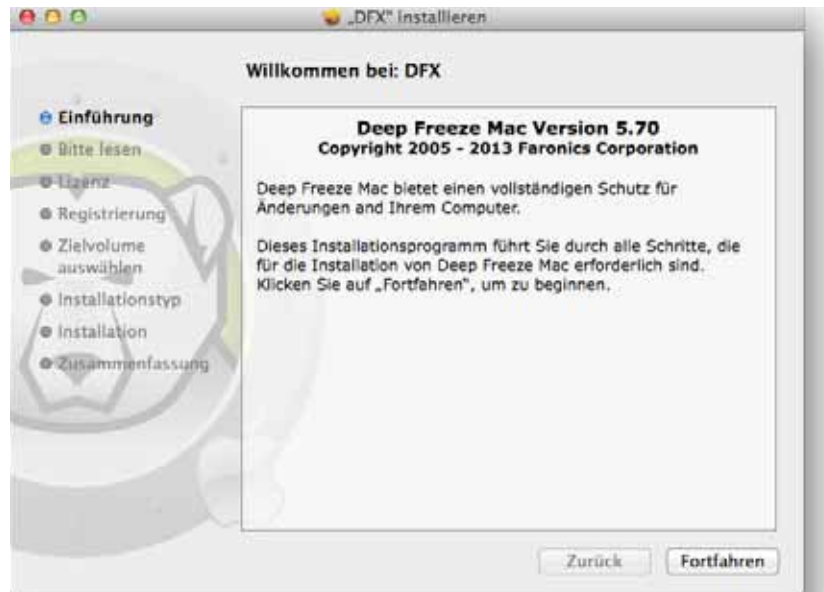 „DFX" installieren
Willkommen bei: DFX
Einführung
Bitte lesen
Lizenz
Registrierung
Zielvolume
auswählen
Installationstyp
Installation
Zusammenfassung
Deep Freeze Mac Version 5.70
Copyright 2005 - 2013 Faronics Corporation
Deep Freeze Mac bietet einen vollständigen Schutz für
Änderungen and Ihrem Computer.
Dieses Installationsprogramm führt Sie durch alle Schritte, die
für die Installation von Deep Freeze Mac erforderlich sind.
Klicken Sie auf „Fortfahren", um zu beginnen.
Zurück
Fortfahren